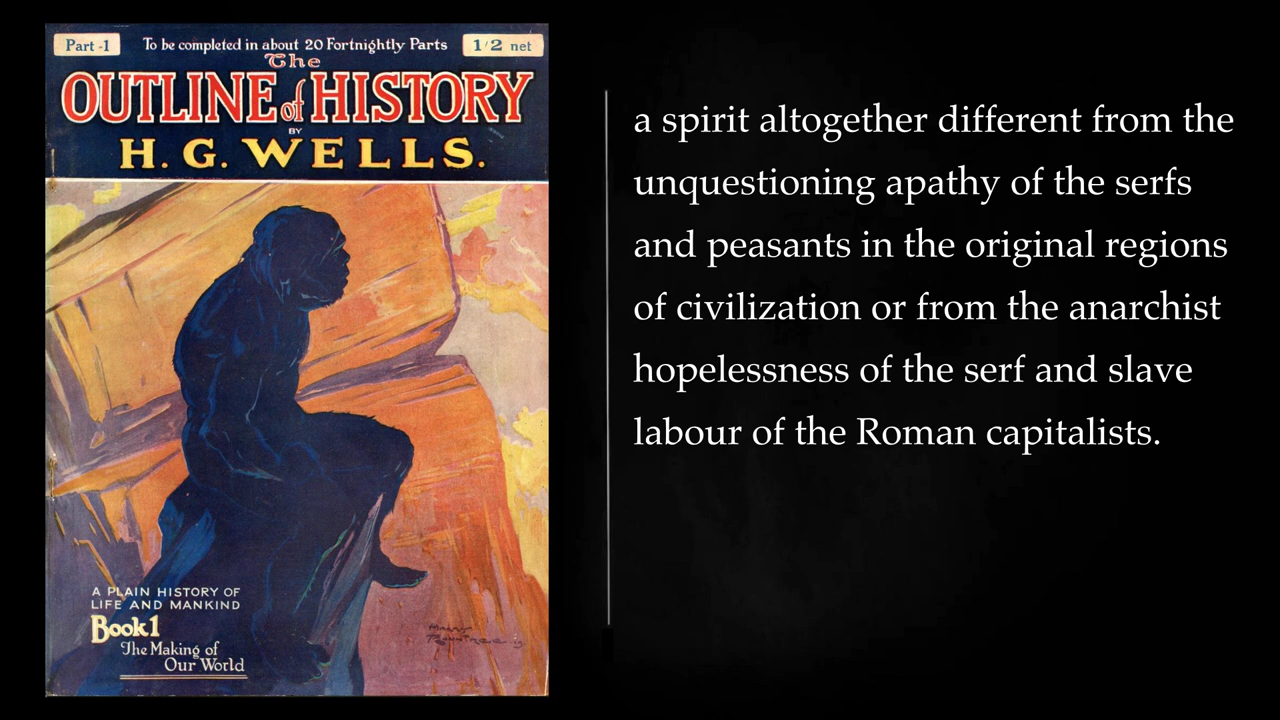 Part -1
To be completed in about 20 Fortnightly Parts
1/2 net
The
OUTLINE of HISTORY
BY
H. G. WELLS.
A PLAIN HISTORY OF
LIFE AND MANKIND
Book 1
The Making of
Our World
a spirit altogether different from the
unquestioning apathy of the serfs
and peasants in the original regions
of civilization or from the anarchist
hopelessness of the serf and slave
labour of the Roman capitalists.